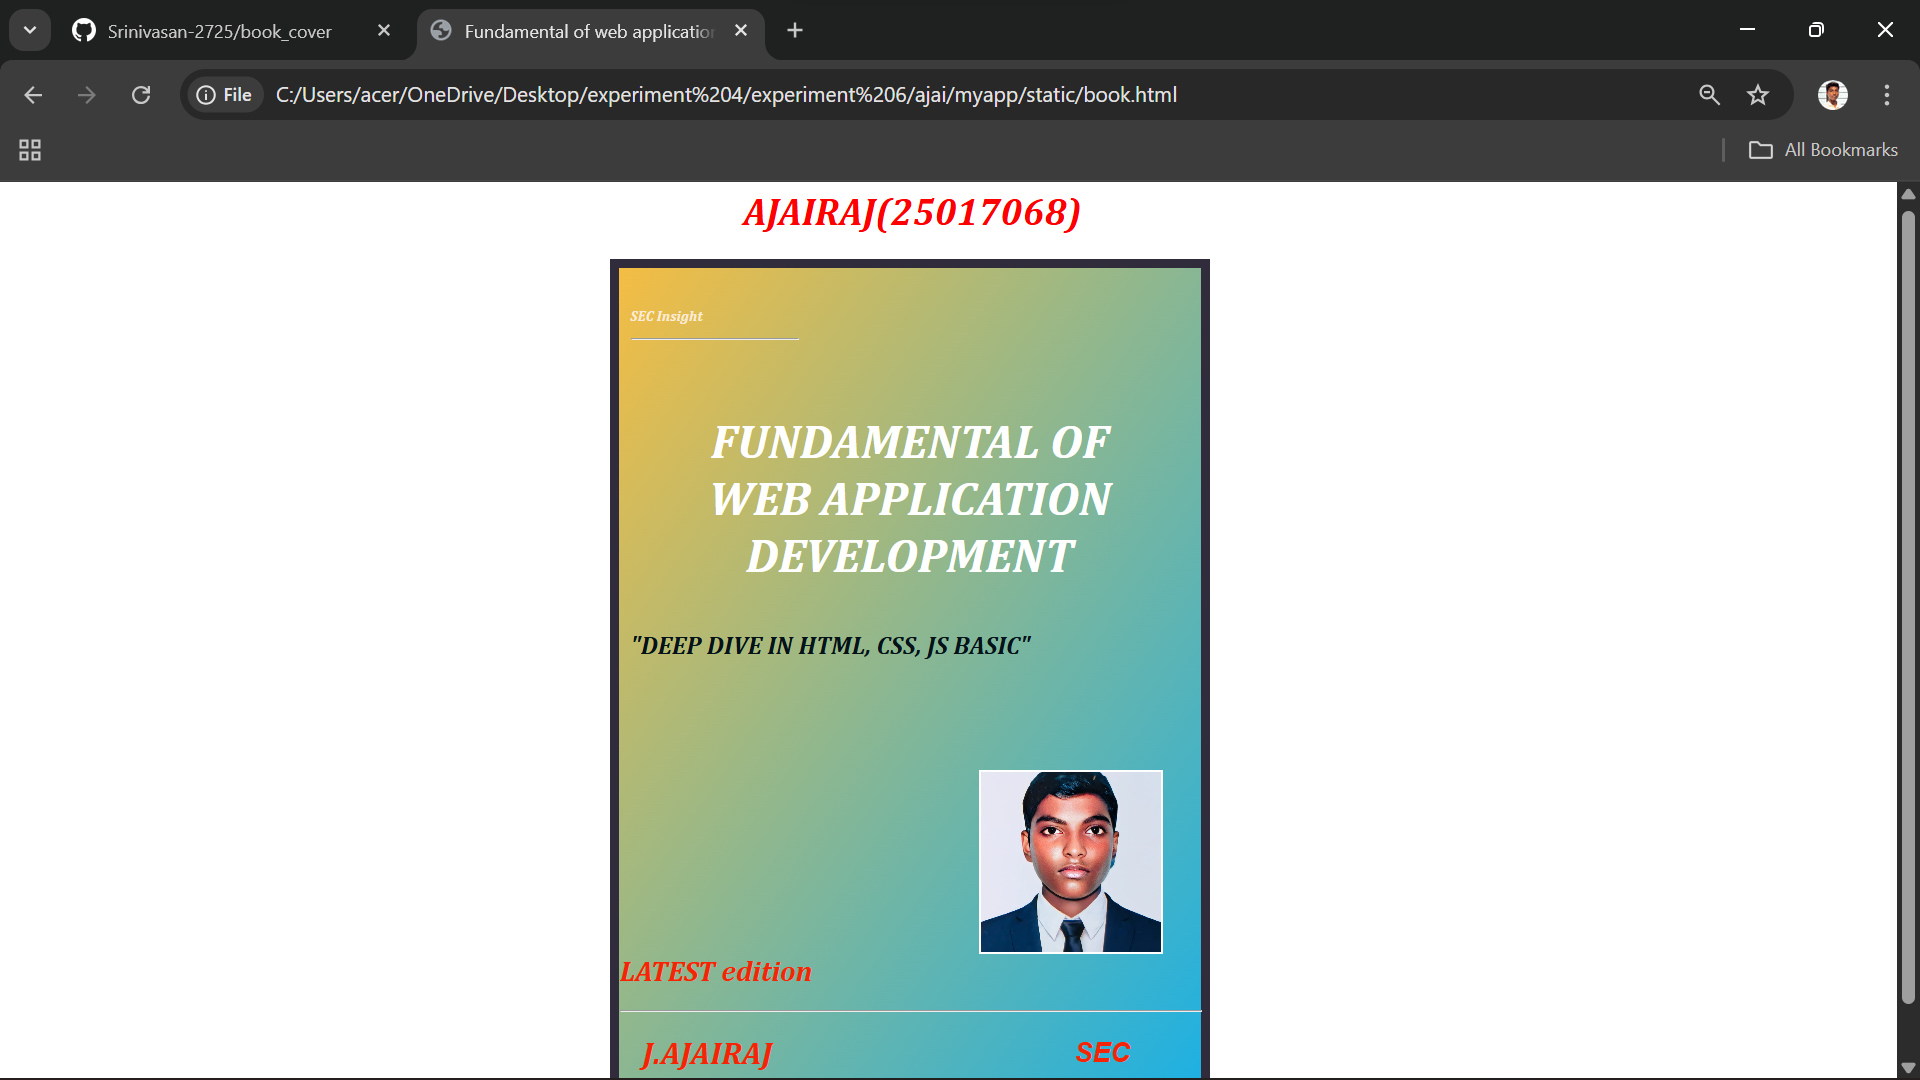 Srinivasan-2725/book_cover
Fundamental of web application
File
C:/Users/acer/OneDrive/Desktop/experiment%204/experiment%206/ajai/myapp/static/book.html
All Bookmarks
AJAIRAJ(25017068)
SEC Insight
FUNDAMENTAL OF
WEB APPLICATION
DEVELOPMENT
"DEEP DIVE IN HTML, CSS, JS BASIC"
LATEST edition
J.AJAIRAJ
SEC